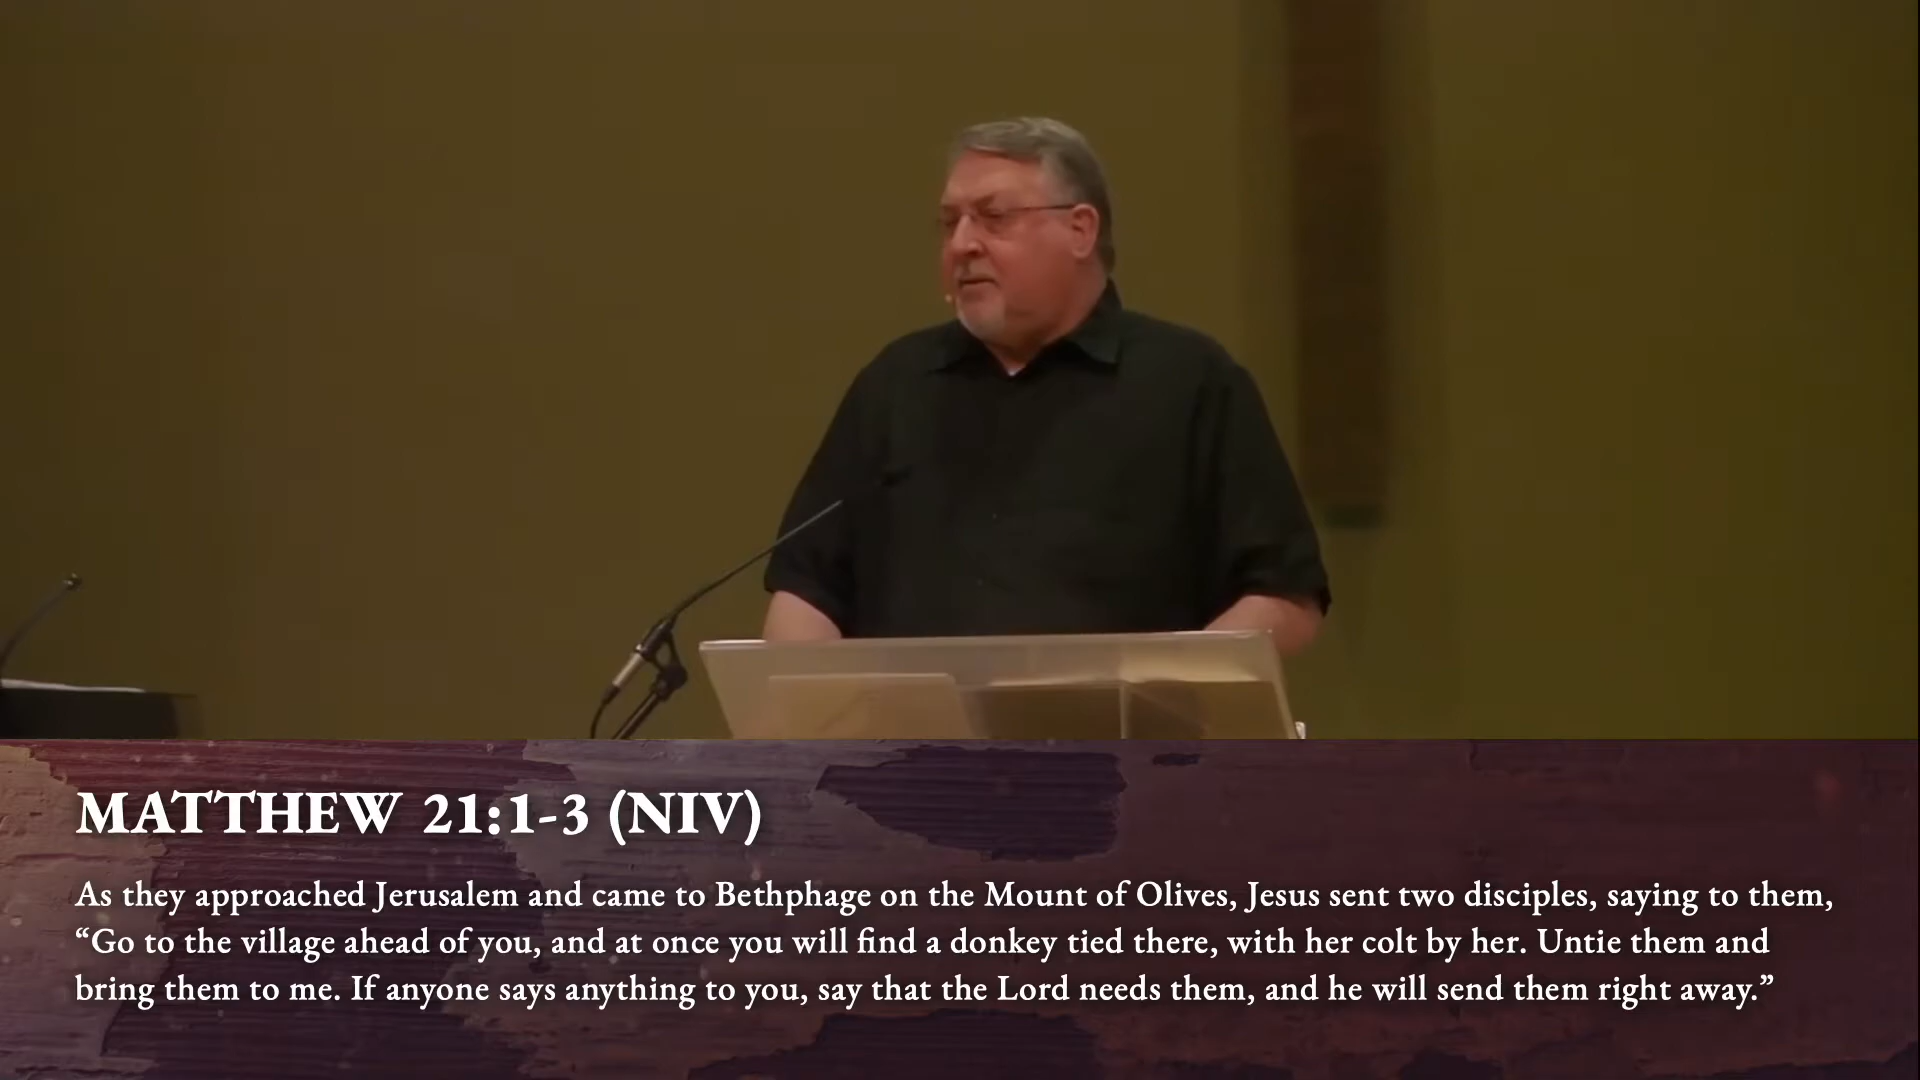 MATTHEW 21:1-3 (NIV)
As they approached Jerusalem and came to Bethphage on the Mount of Olives, Jesus sent two disciples, saying to them,
“Go to the village ahead of you, and at once you will find a donkey tied there, with her colt by her. Untie them and
bring them to me. If anyone says anything to you, say that the Lord needs them, and he will send them right away.”